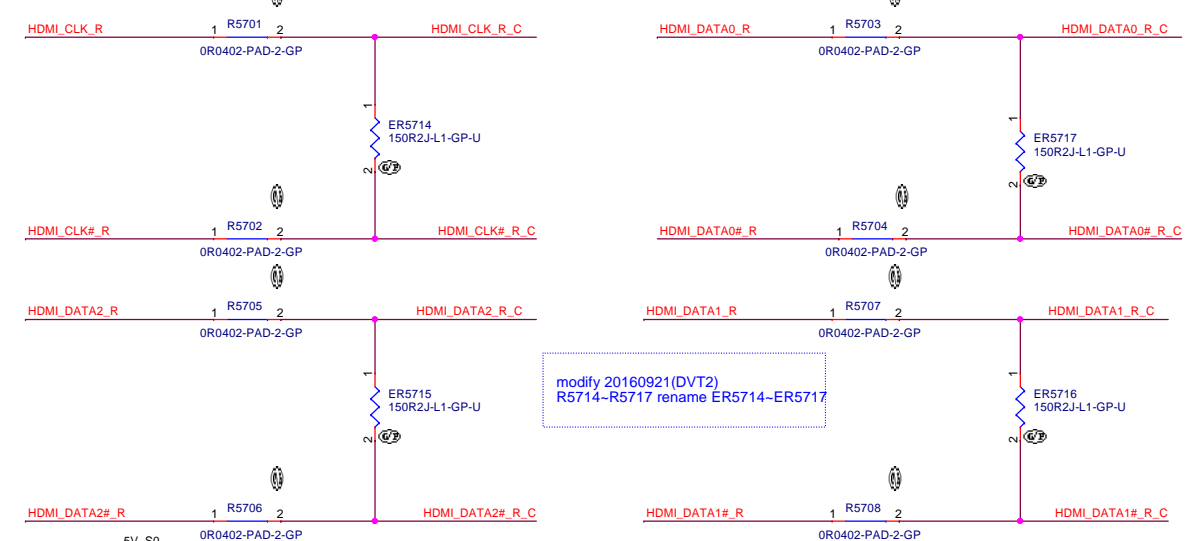 HDMI_CLK_R 1 R5701 2 HDMI_CLK_R_C
0R0402-PAD-2-GP
1
ER5714
150R2J-L1-GP-U
2
HDMI_CLK#_R 1 R5702 2 HDMI_CLK#_R_C
0R0402-PAD-2-GP
HDMI_DATA0_R 1 R5703 2 HDMI_DATA0_R_C
0R0402-PAD-2-GP
1
ER5717
150R2J-L1-GP-U
2
HDMI_DATA0#_R 1 R5704 2 HDMI_DATA0#_R_C
0R0402-PAD-2-GP
HDMI_DATA2_R 1 R5705 2 HDMI_DATA2_R_C
0R0402-PAD-2-GP
1
ER5715
150R2J-L1-GP-U
2
HDMI_DATA2#_R 1 R5706 2 HDMI_DATA2#_R_C
0R0402-PAD-2-GP
modify 20160921(DVT2)
R5714~R5717 rename ER5714~ER5717
HDMI_DATA1_R 1 R5707 2 HDMI_DATA1_R_C
0R0402-PAD-2-GP
1
ER5716
150R2J-L1-GP-U
2
HDMI_DATA1#_R 1 R5708 2 HDMI_DATA1#_R_C
0R0402-PAD-2-GP
5V_S0